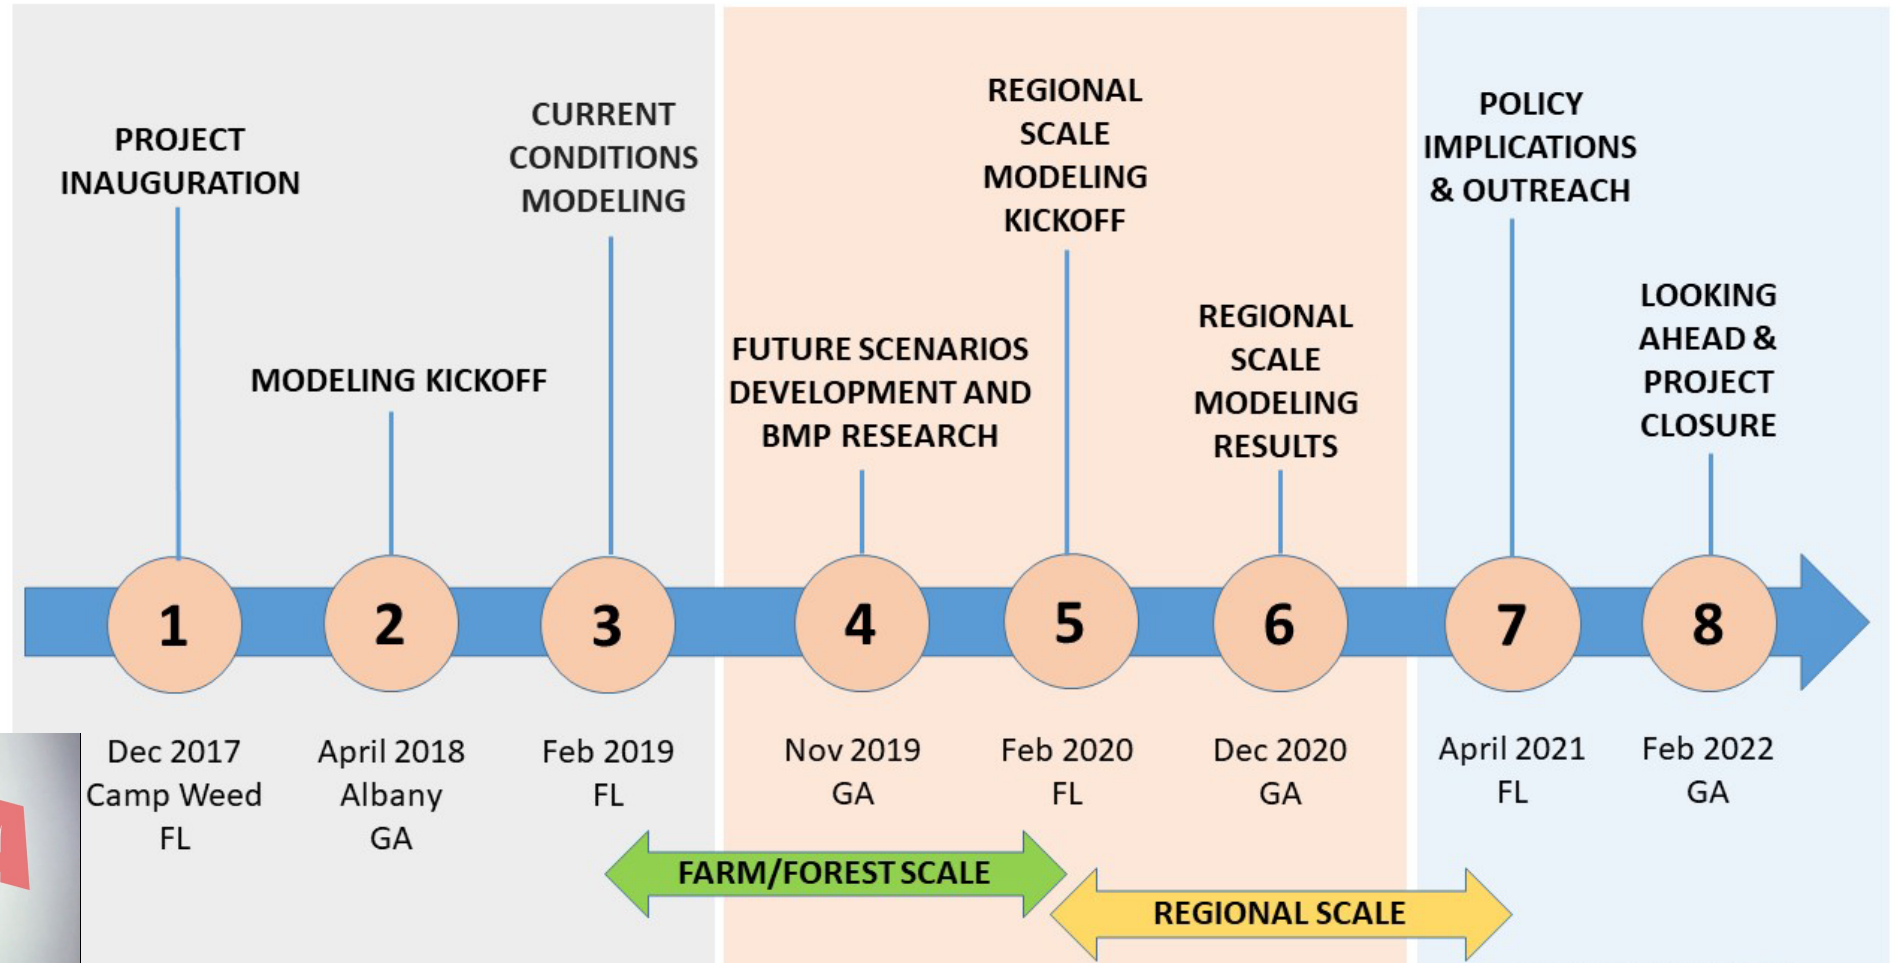 PROJECT
INAUGURATION
MODELING KICKOFF
CURRENT
CONDITIONS
MODELING
FUTURE SCENARIOS
DEVELOPMENT AND
BMP RESEARCH
REGIONAL
SCALE
MODELING
KICKOFF
REGIONAL
SCALE
MODELING
RESULTS
POLICY
IMPLICATIONS
& OUTREACH
LOOKING
AHEAD &
PROJECT
CLOSURE
1
2
3
4
5
6
7
8
Dec 2017
Camp Weed
FL
April 2018
Albany
GA
Feb 2019
FL
Nov 2019
GA
Feb 2020
FL
Dec 2020
GA
April 2021
FL
Feb 2022
GA
FARM/FOREST SCALE
REGIONAL SCALE